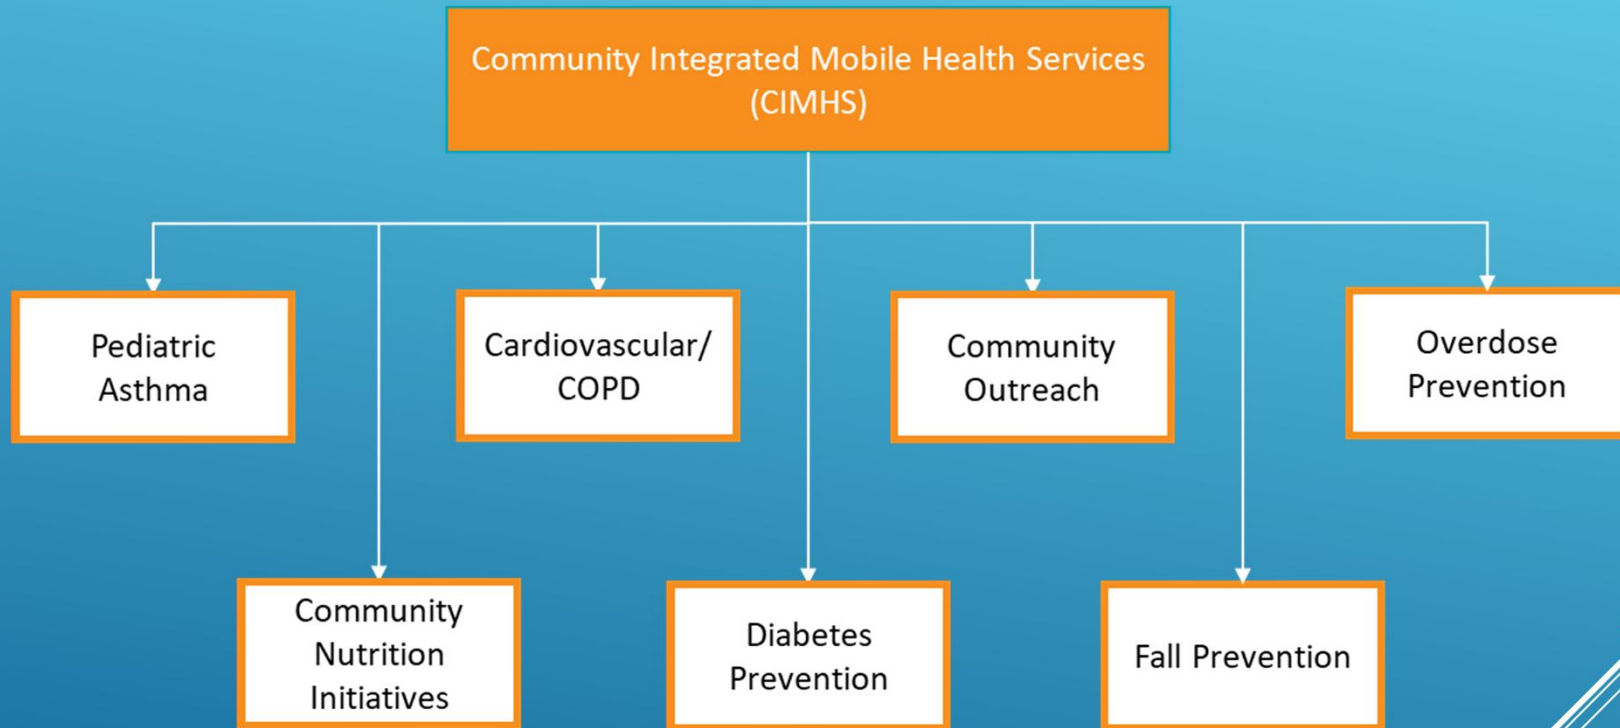 Community Integrated Mobile Health Services
(CIMHS)
Pediatric
Asthma
Cardiovascular/
COPD
Community
Outreach
Overdose
Prevention
Community
Nutrition
Initiatives
Diabetes
Prevention
Fall Prevention